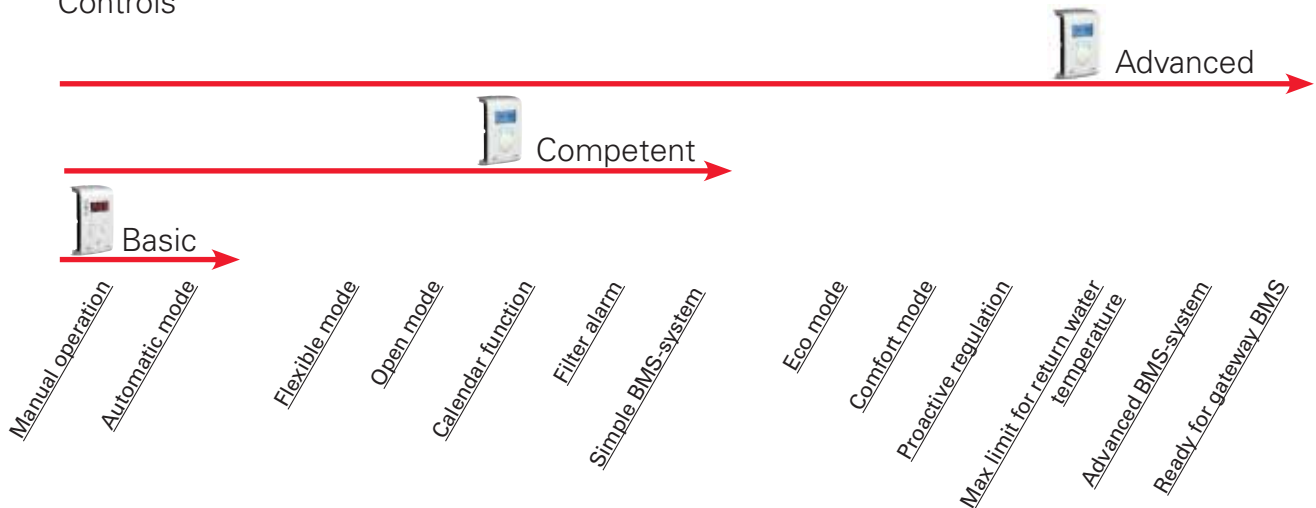 Controls
Advanced
Competent
Basic
Manual operation
Automatic mode
Flexible mode
Open mode
Calendar function
Filter alarm
Simple BMS-system
Eco mode
Comfort mode
Proactive regulation
Max limit for return water
temperature
Advanced BMS-system
Ready for gateway BMS